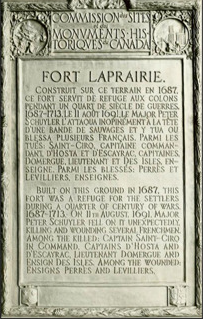 COMMISSION des SITES
et des
MONUMENTS HIS-
TORIQUES du CANADA
FORT LAPRAIRIE.
CONSTRUIT SUR CE TERRAIN EN 1687,
CE FORT SERVIT DE REFUGE AUX COLONS
PENDANT UN QUART DE SIÈCLE DE GUERRES,
1687-1713. LE 11 AOÛT 1691, LE MAJOR PETER
SCHUYLER L'ATTAQUA INOPINÉMENT À LA TÊTE
D'UNE BANDE DE SAUVAGES ET Y TUA OU
BLESSA PLUSIEURS FRANÇAIS. PARMI LES
TUÉS: SAINT-CIRQ, CAPITAINE COMMAN-
DANT, D'HOSTA ET D'ESCAYRAC, CAPITAINES,
DOMERGUE, LIEUTENANT ET DES ISLES, EN-
SEIGNE. PARMI LES BLESSÉS: PERRÈS ET
LEVILLIERS, ENSEIGNES.
BUILT ON THIS GROUND IN 1687, THIS
FORT WAS A REFUGE FOR THE SETTLERS
DURING A QUARTER OF CENTURY OF WARS,
1687-1713. ON 11TH AUGUST, 1691, MAJOR
PETER SCHUYLER FELL ON IT UNEXPECTEDLY,
KILLING AND WOUNDING SEVERAL FRENCHMEN.
AMONG THE KILLED: CAPTAIN SAINT-CIRQ
IN COMMAND, CAPTAINS D'HOSTA AND
D'ESCAYRAC, LIEUTENANT DOMERGUE AND
ENSIGN DES ISLES. AMONG THE WOUNDED:
ENSIGNS PERRÈS AND LEVILLIERS.